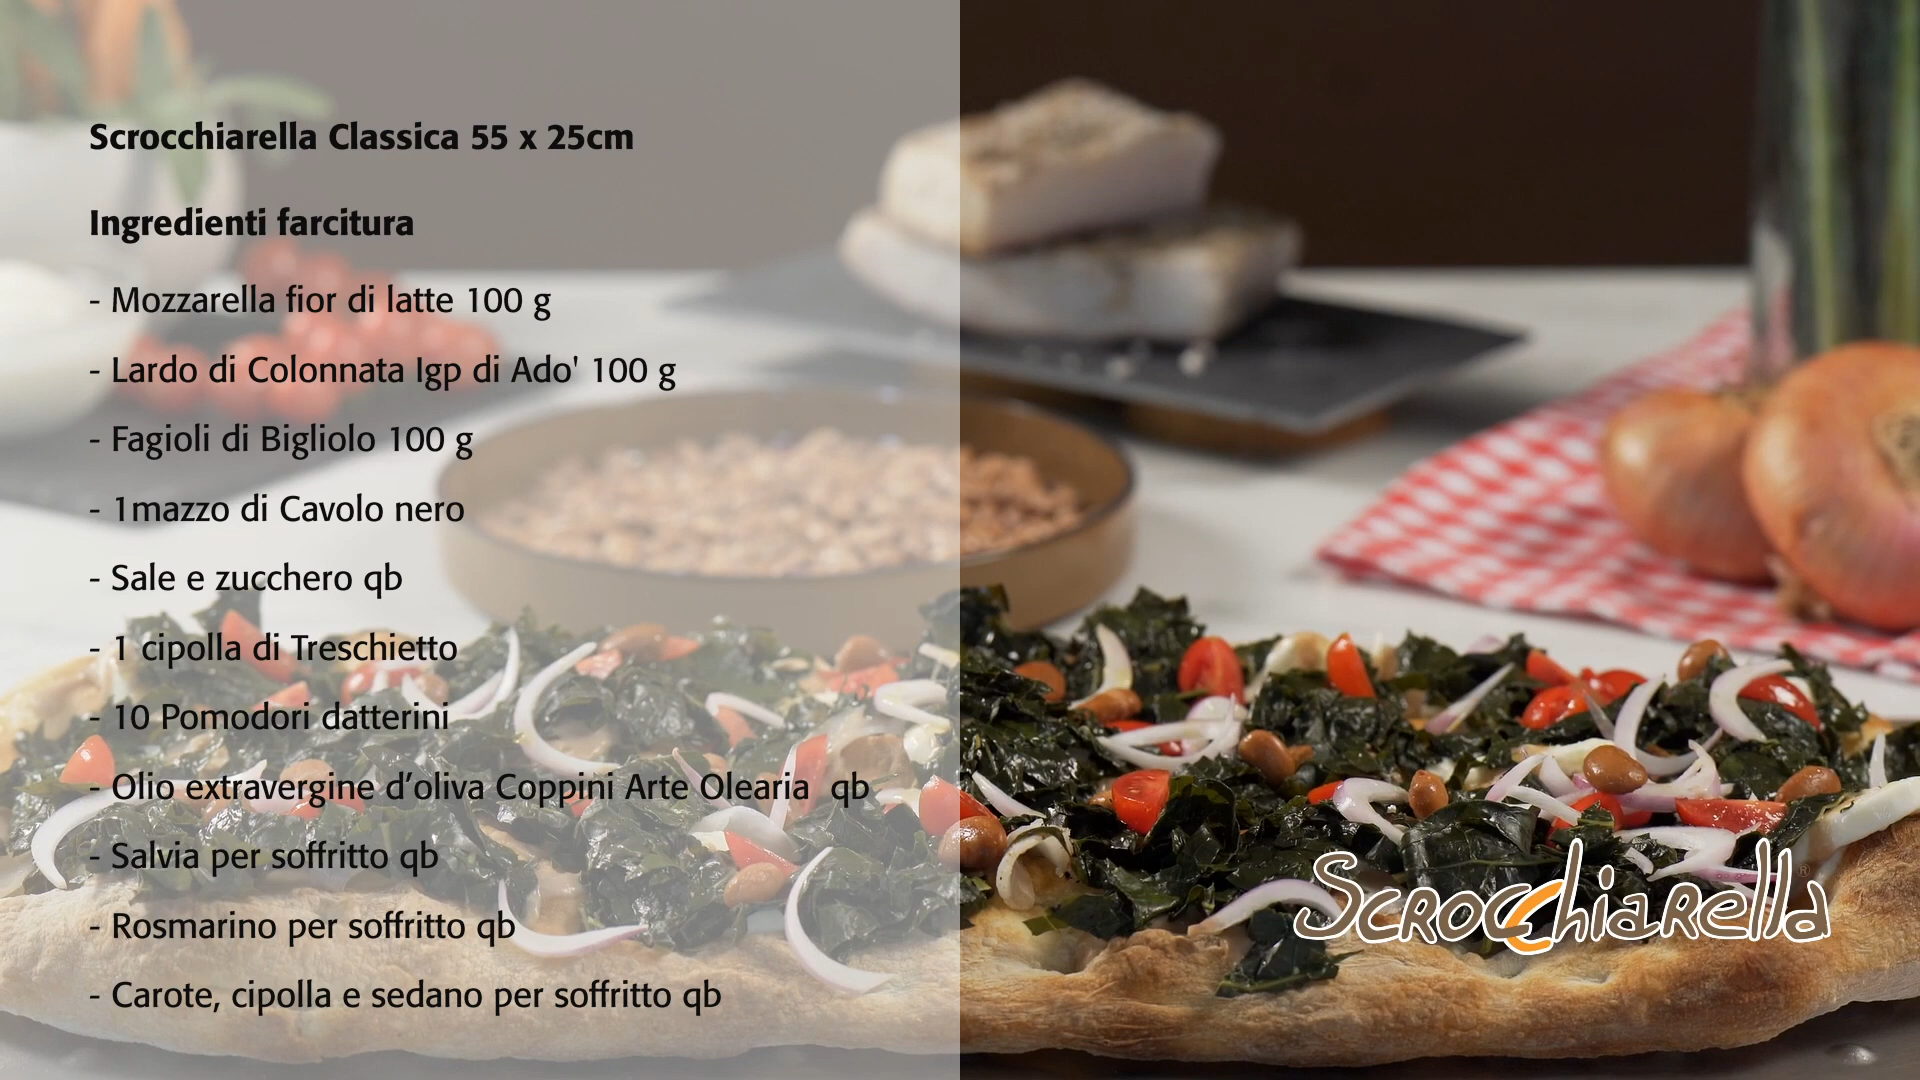 Scrocchiarella Classica 55 x 25cm
Ingredienti farcitura
- Mozzarella fior di latte 100 g
- Lardo di Colonnata Igp di Ado' 100 g
- Fagioli di Bigliolo 100 g
- 1mazzo di Cavolo nero
- Sale e zucchero qb
- 1 cipolla di Treschietto
- 10 Pomodori datterini
- Olio extravergine d’oliva Coppini Arte Olearia  qb
- Salvia per soffritto qb
- Rosmarino per soffritto qb
- Carote, cipolla e sedano per soffritto qb
Scrocchiarella®